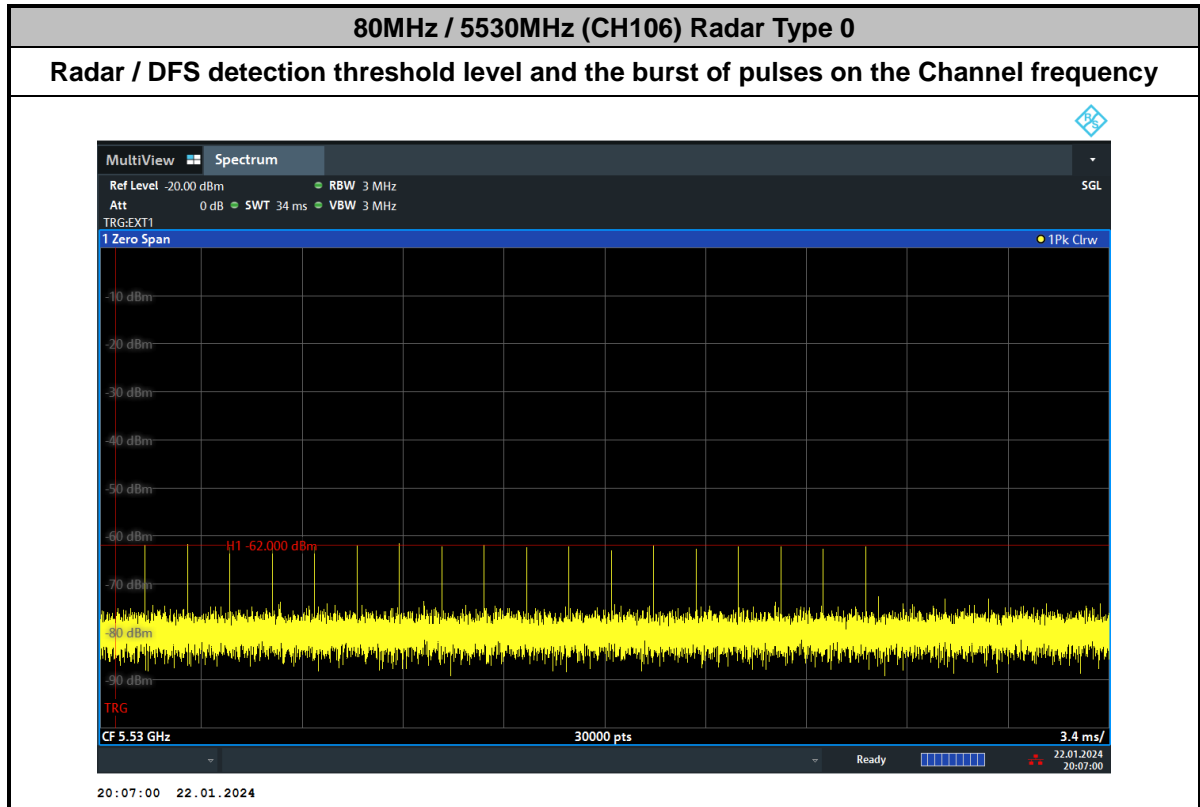 80MHz / 5530MHz (CH106) Radar Type 0
Radar / DFS detection threshold level and the burst of pulses on the Channel frequency
R&S
MultiView Spectrum
Ref Level -20.00 dBm RBW 3 MHz SGL
Att 0 dB SWT 34 ms VBW 3 MHz
TRG:EXT1
1 Zero Span 1Pk Clrw
-10 dBm
-20 dBm
-30 dBm
-40 dBm
-50 dBm
-60 dBm
H1 -62.000 dBm
-70 dBm
-80 dBm
-90 dBm
TRG
CF 5.53 GHz 30000 pts 3.4 ms/
Ready 22.01.2024
20:07:00
20:07:00 22.01.2024